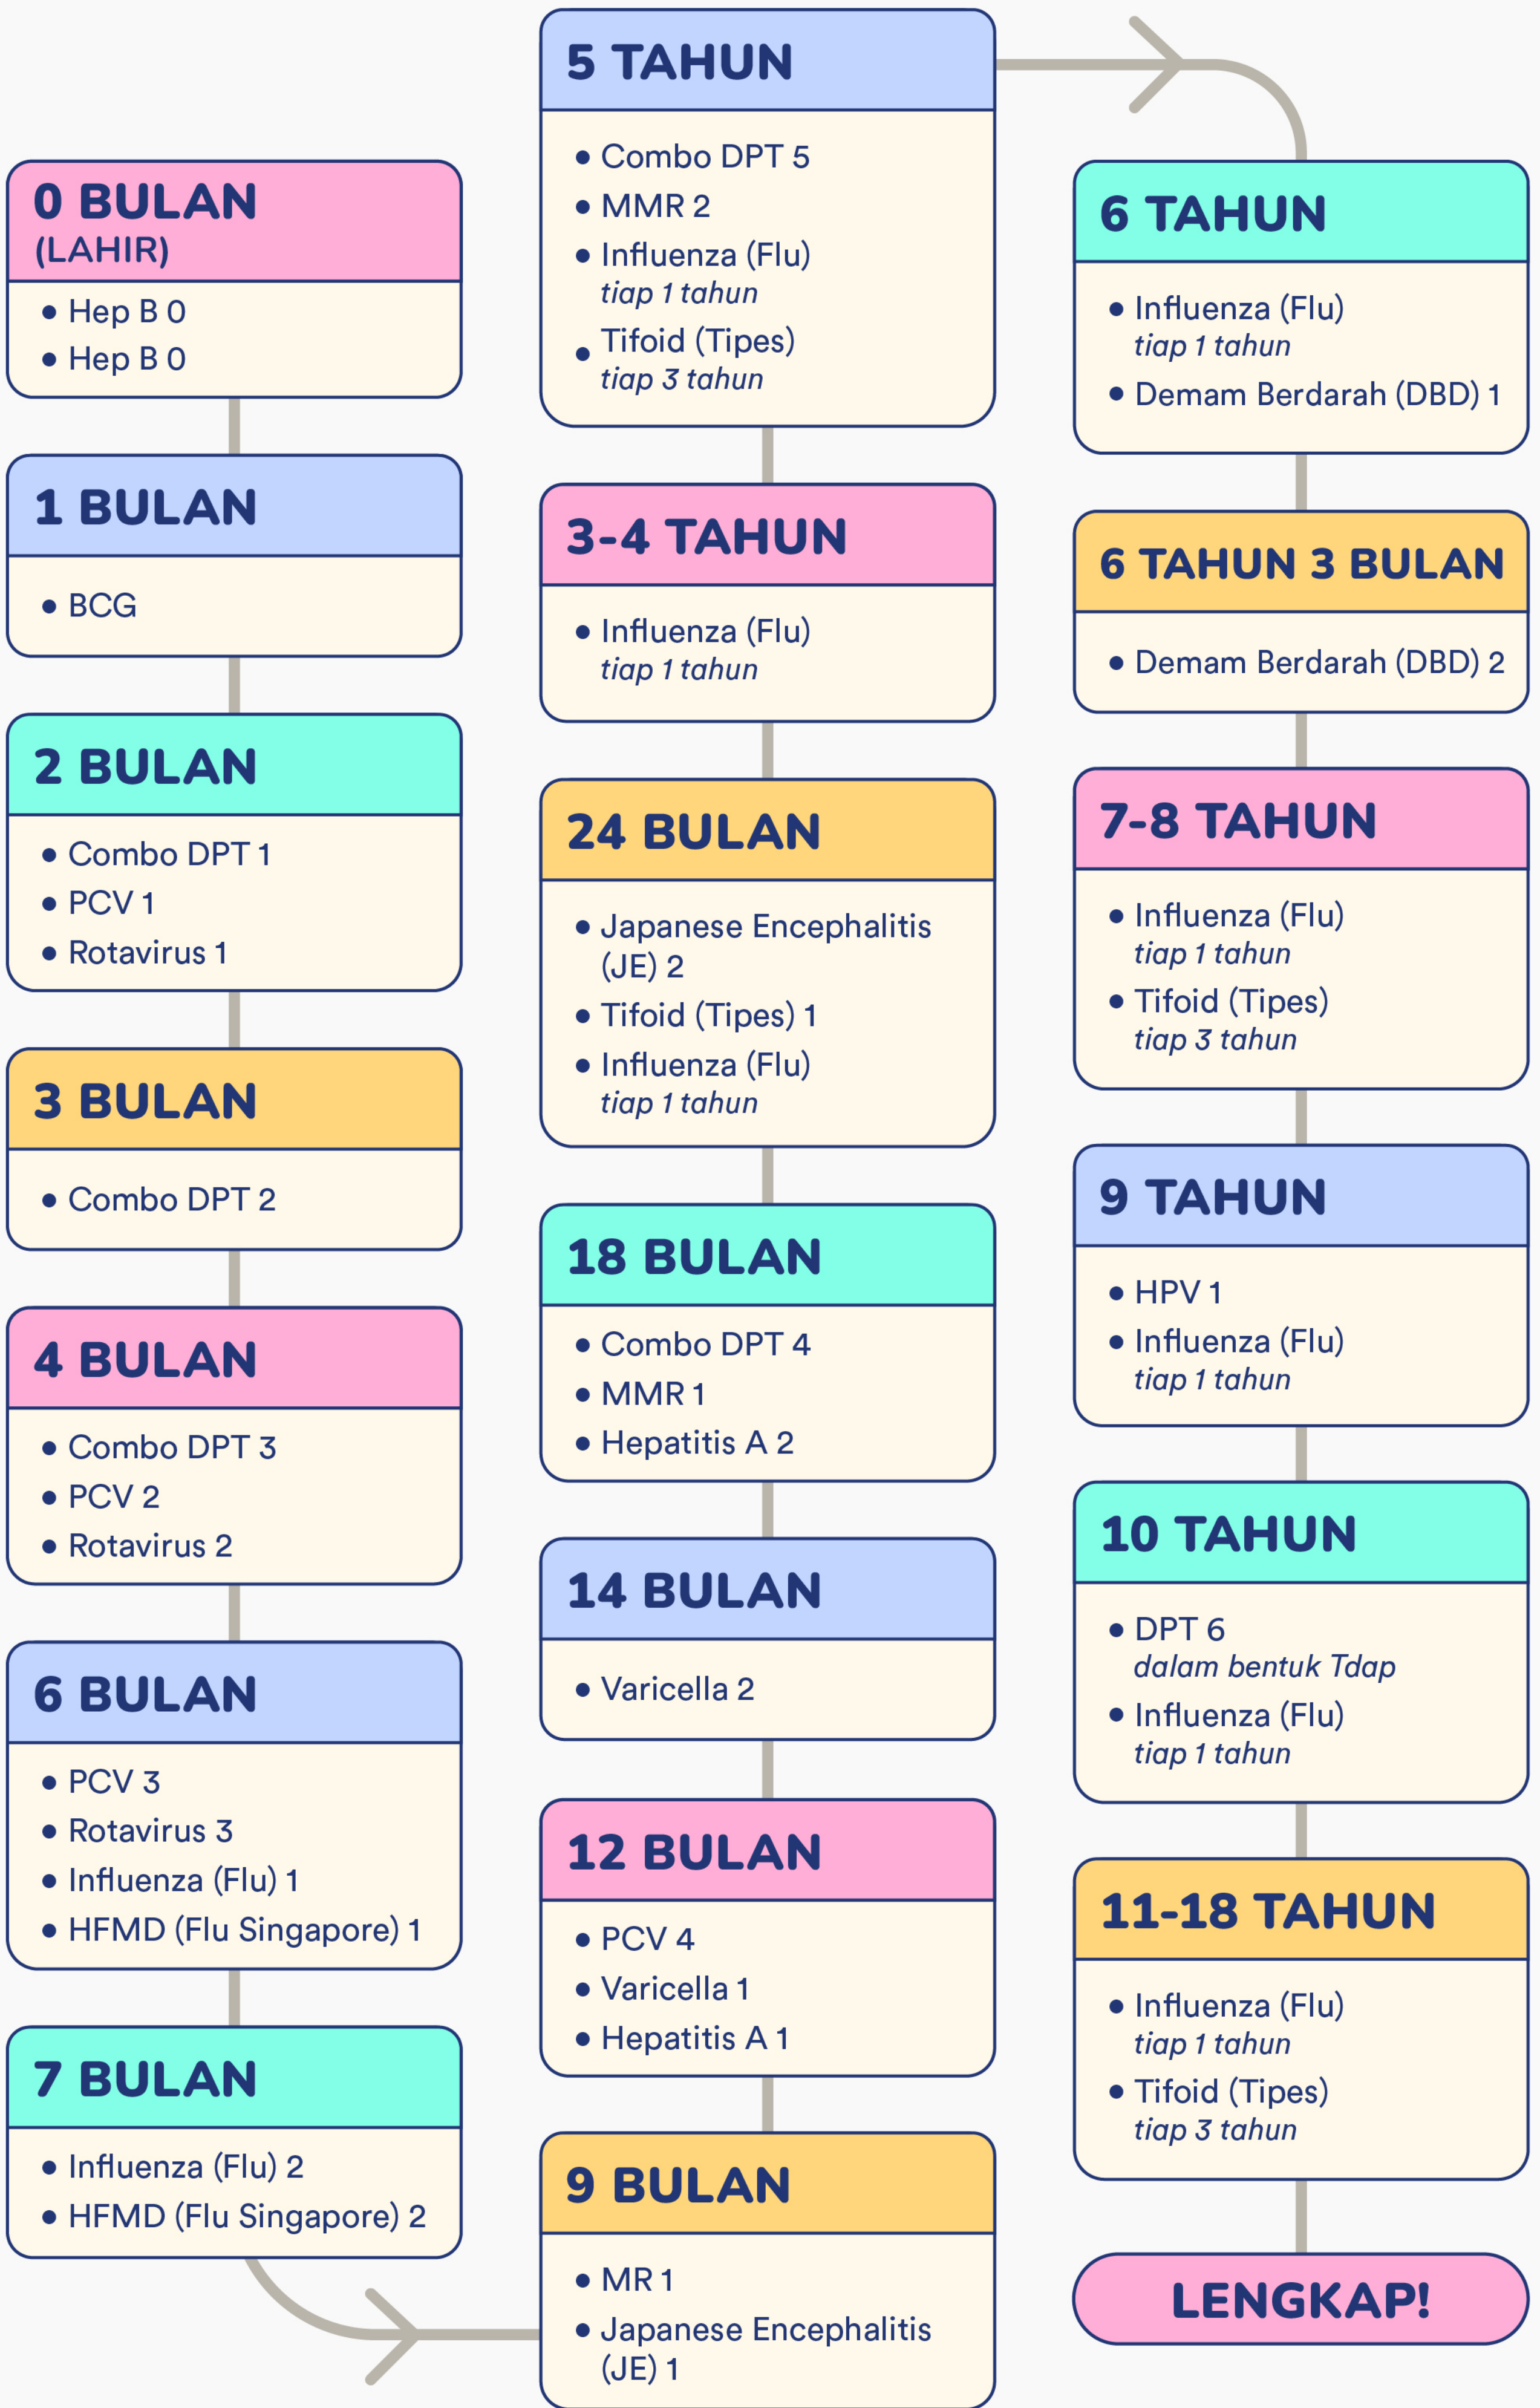 0 BULAN
(LAHIR)
• Hep B 0
• Hep B 0
1 BULAN
• BCG
2 BULAN
• Combo DPT 1
• PCV 1
• Rotavirus 1
3 BULAN
• Combo DPT 2
4 BULAN
• Combo DPT 3
• PCV 2
• Rotavirus 2
6 BULAN
• PCV 3
• Rotavirus 3
• Influenza (Flu) 1
• HFMD (Flu Singapore) 1
7 BULAN
• Influenza (Flu) 2
• HFMD (Flu Singapore) 2
9 BULAN
• MR 1
• Japanese Encephalitis
(JE) 1
12 BULAN
• PCV 4
• Varicella 1
• Hepatitis A 1
14 BULAN
• Varicella 2
18 BULAN
• Combo DPT 4
• MMR 1
• Hepatitis A 2
24 BULAN
• Japanese Encephalitis
(JE) 2
• Tifoid (Tipes) 1
• Influenza (Flu)
tiap 1 tahun
3-4 TAHUN
• Influenza (Flu)
tiap 1 tahun
5 TAHUN
• Combo DPT 5
• MMR 2
• Influenza (Flu)
tiap 1 tahun
• Tifoid (Tipes)
tiap 3 tahun
6 TAHUN
• Influenza (Flu)
tiap 1 tahun
• Demam Berdarah (DBD) 1
6 TAHUN 3 BULAN
• Demam Berdarah (DBD) 2
7-8 TAHUN
• Influenza (Flu)
tiap 1 tahun
• Tifoid (Tipes)
tiap 3 tahun
9 TAHUN
• HPV 1
• Influenza (Flu)
tiap 1 tahun
10 TAHUN
• DPT 6
dalam bentuk Tdap
• Influenza (Flu)
tiap 1 tahun
11-18 TAHUN
• Influenza (Flu)
tiap 1 tahun
• Tifoid (Tipes)
tiap 3 tahun
LENGKAP!